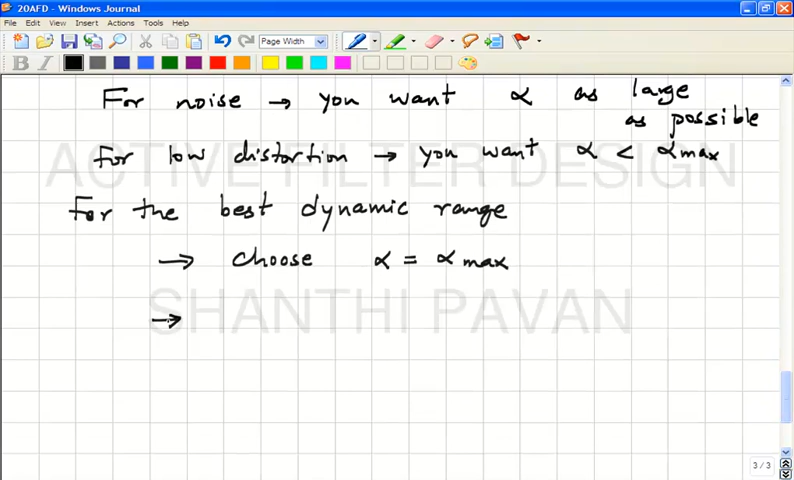 20AFD - Windows Journal
File Edit View Insert Actions Tools Help
Page Width
B I
For noise → you want α as large
as possible
ACTIVE FILTER DESIGN
For low distortion → you want α < αmax
For the best dynamic range
→ choose α = αmax
SHANTHI PAVAN
→
3 / 3